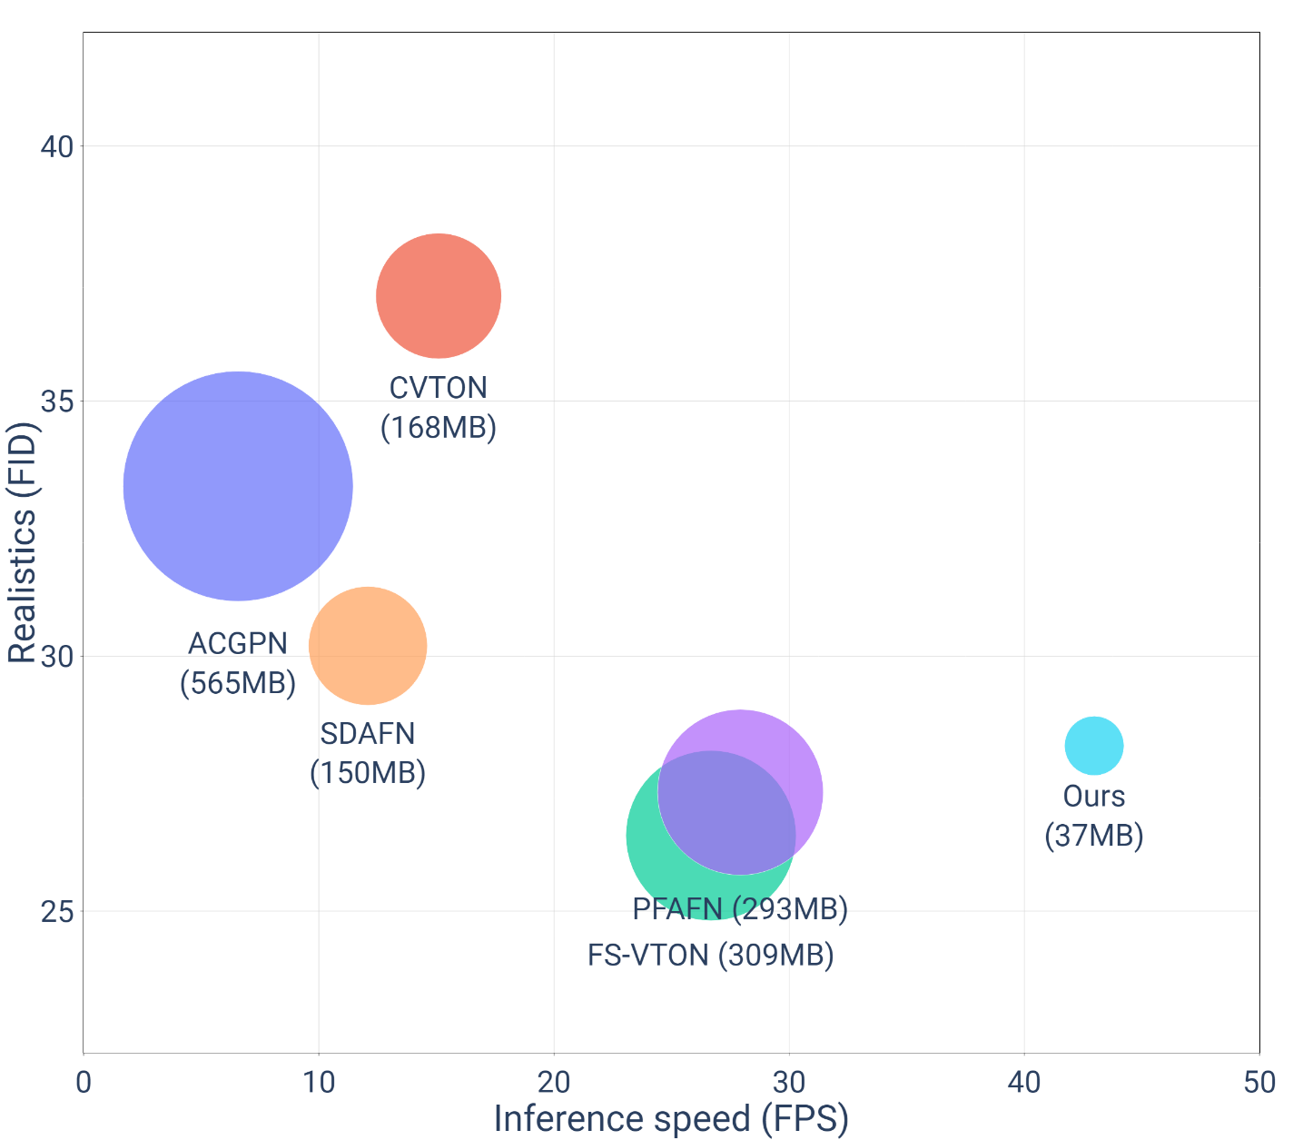 40
35
30
25
Realistics (FID)
CVTON
(168MB)
ACGPN
(565MB)
SDAFN
(150MB)
Ours
(37MB)
PFAFN (293MB)
FS-VTON (309MB)
0 10 20 30 40 50
Inference speed (FPS)